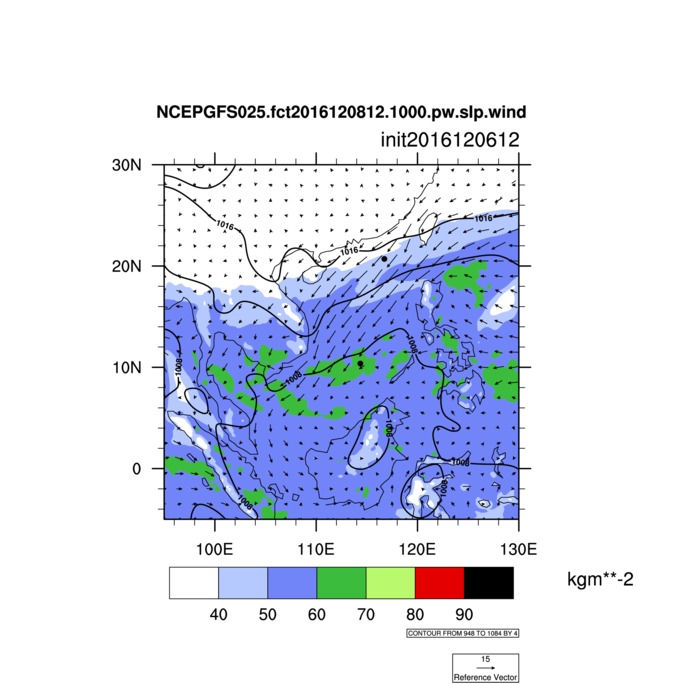 NCEPGFS025.fct2016120812.1000.pw.slp.wind
init2016120612
30N
20N
10N
0
1016
1016
1016
1008
1008
1008
1008
1008
1008
1008
100E 110E 120E 130E
kgm**-2
40 50 60 70 80 90
CONTOUR FROM 948 TO 1084 BY 4
15
Reference Vector